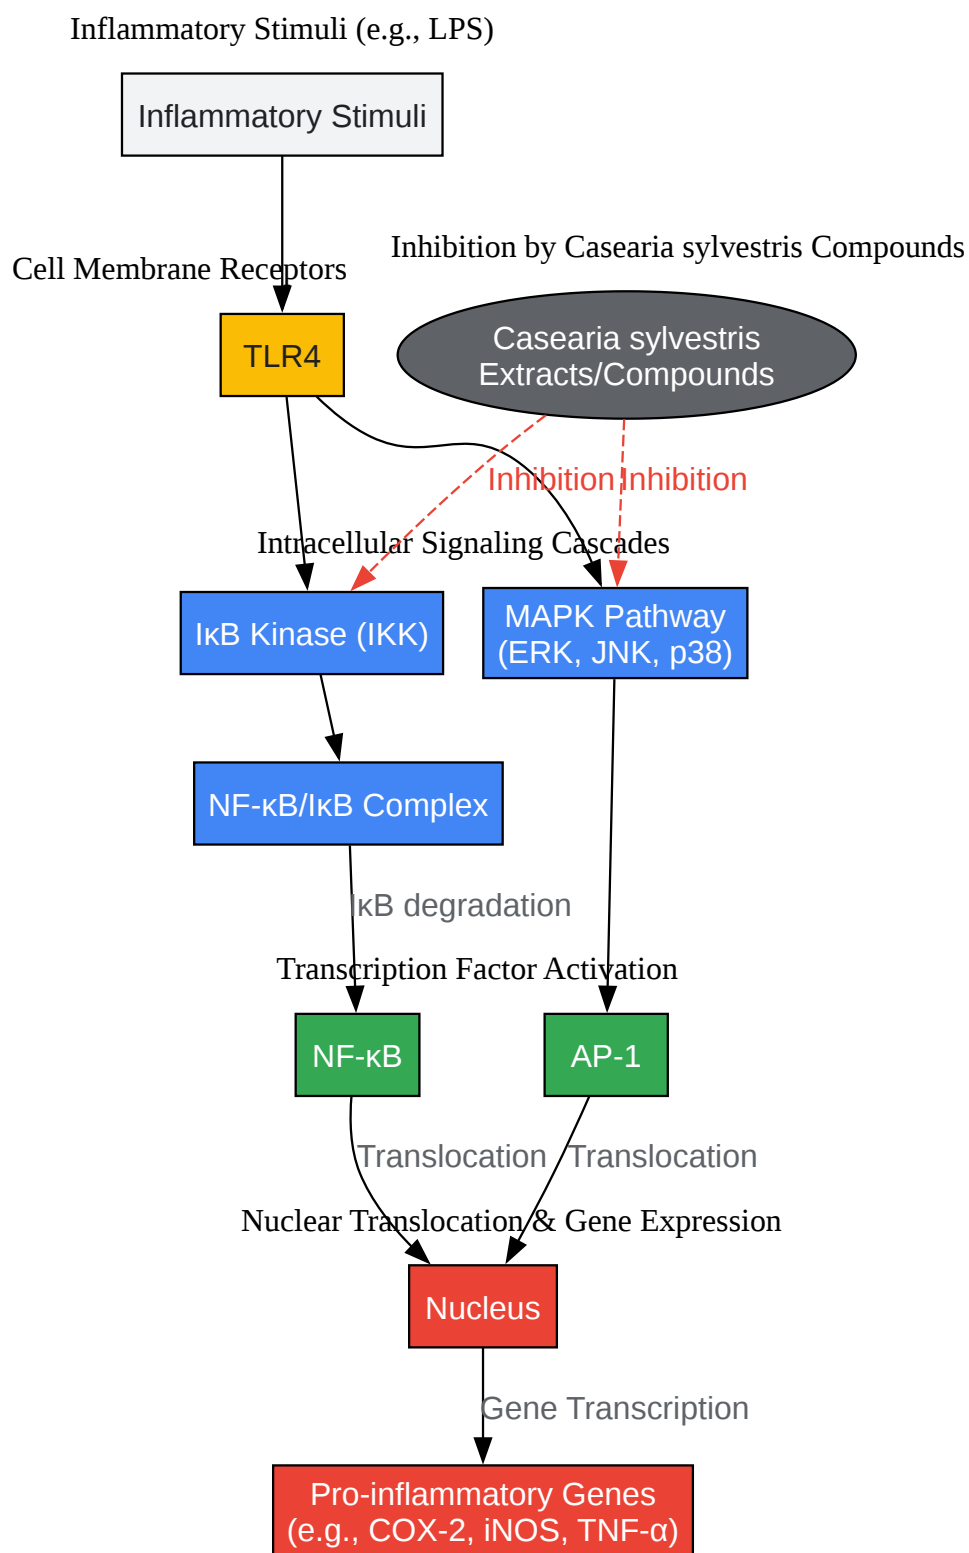 Inflammatory Stimuli (e.g., LPS)
Inflammatory Stimuli
Inhibition by Casearia sylvestris Compounds
Cell Membrane Receptors
TLR4
Casearia sylvestris
Extracts/Compounds
Inhibition
Inhibition
Intracellular Signaling Cascades
IκB Kinase (IKK)
MAPK Pathway
(ERK, JNK, p38)
NF-κB/IκB Complex
IκB degradation
Transcription Factor Activation
NF-κB
AP-1
Translocation
Translocation
Nuclear Translocation & Gene Expression
Nucleus
Gene Transcription
Pro-inflammatory Genes
(e.g., COX-2, iNOS, TNF-α)